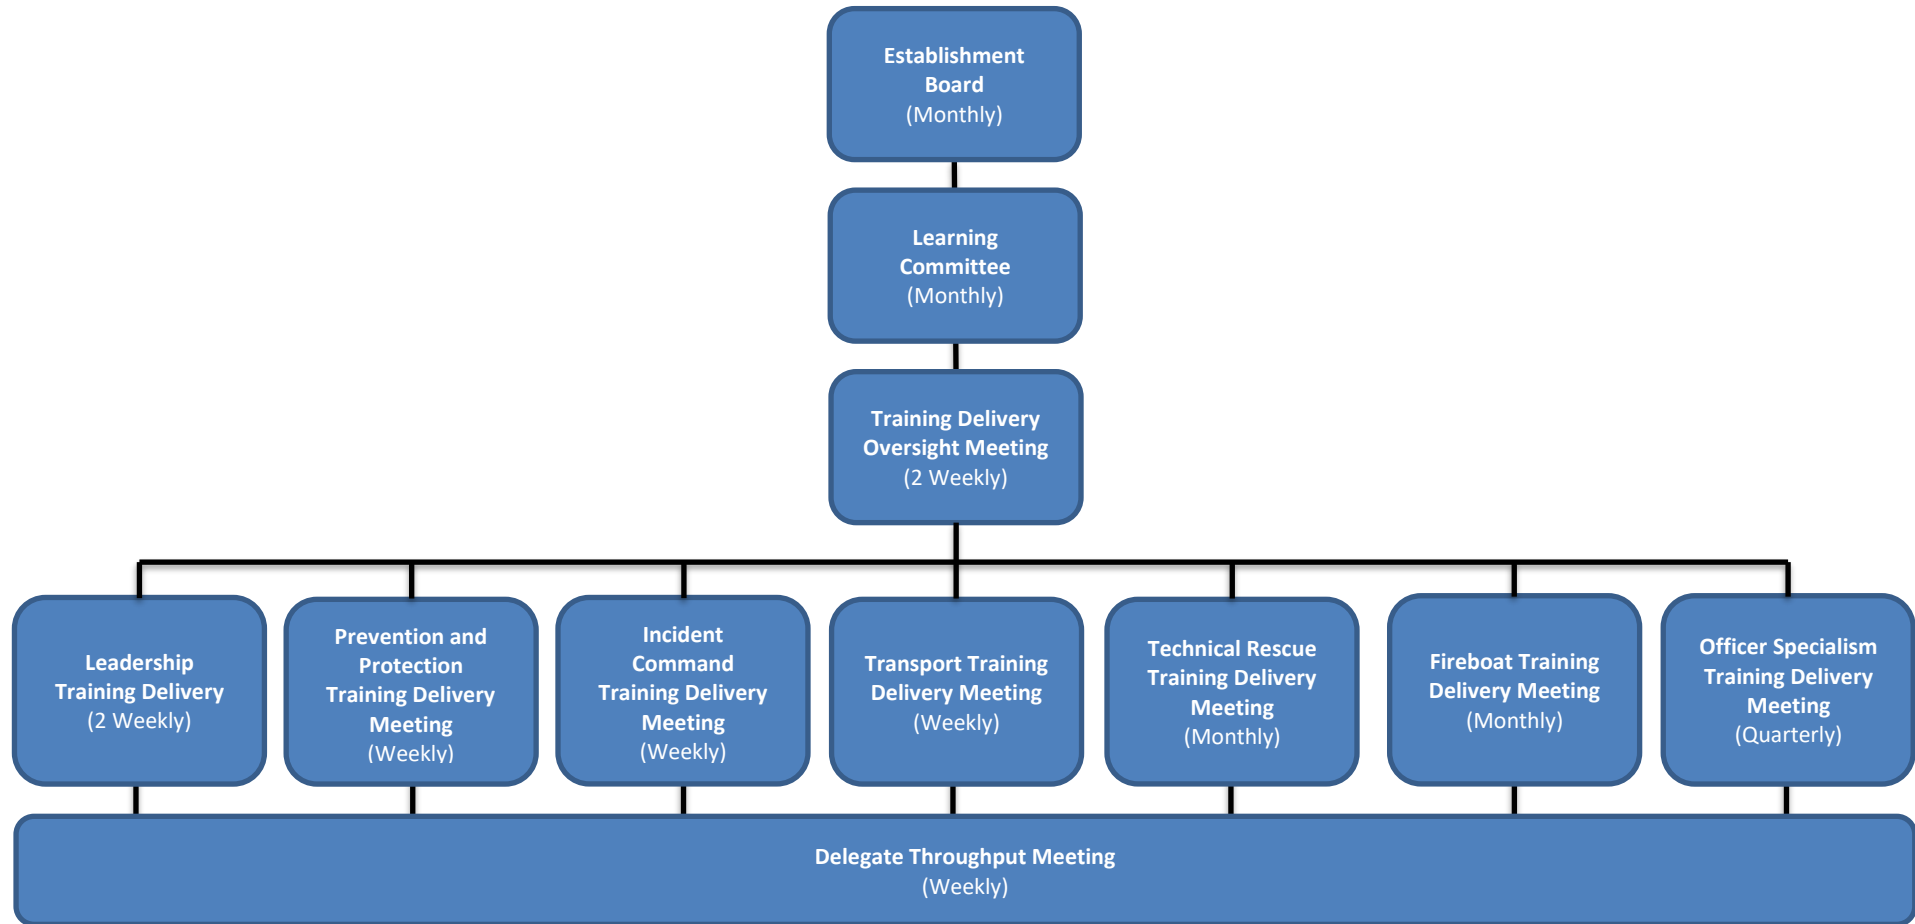 Establishment
Board
(Monthly)
Learning
Committee
(Monthly)
Training Delivery
Oversight Meeting
(2 Weekly)
Leadership
Training Delivery
(2 Weekly)
Prevention and
Protection
Training Delivery
Meeting
(Weekly)
Incident
Command
Training Delivery
Meeting
(Weekly)
Transport Training
Delivery Meeting
(Weekly)
Technical Rescue
Training Delivery
Meeting
(Monthly)
Fireboat Training
Delivery Meeting
(Monthly)
Officer Specialism
Training Delivery
Meeting
(Quarterly)
Delegate Throughput Meeting
(Weekly)